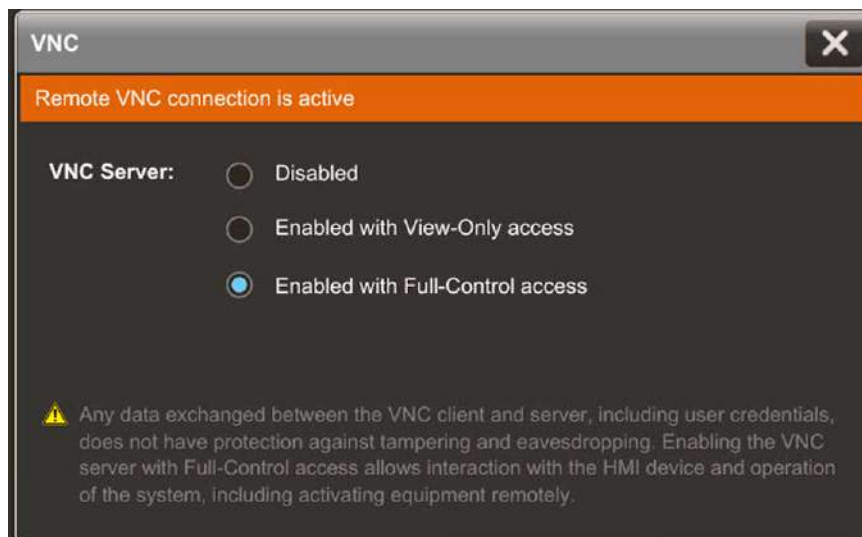 VNC
Remote VNC connection is active
VNC Server:
Disabled
Enabled with View-Only access
Enabled with Full-Control access
Any data exchanged between the VNC client and server, including user credentials,
does not have protection against tampering and eavesdropping. Enabling the VNC
server with Full-Control access allows interaction with the HMI device and operation
of the system, including activating equipment remotely.